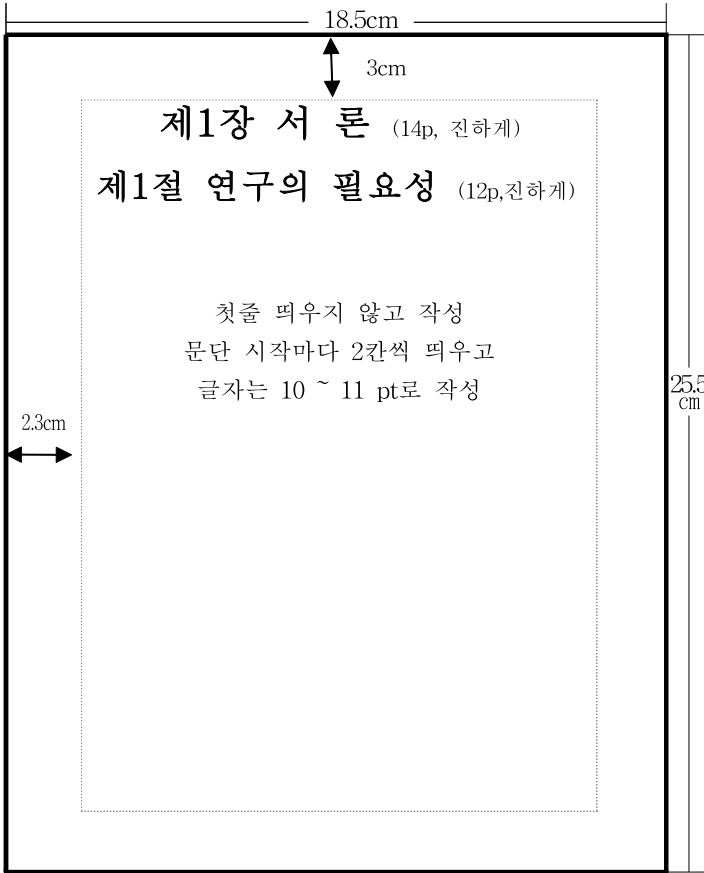 18.5cm
3cm
제1장 서 론 (14p, 진하게)
제1절 연구의 필요성 (12p,진하게)
첫줄 띄우지 않고 작성
문단 시작마다 2칸씩 띄우고
글자는 10 ~ 11 pt로 작성
25.5
cm
2.3cm